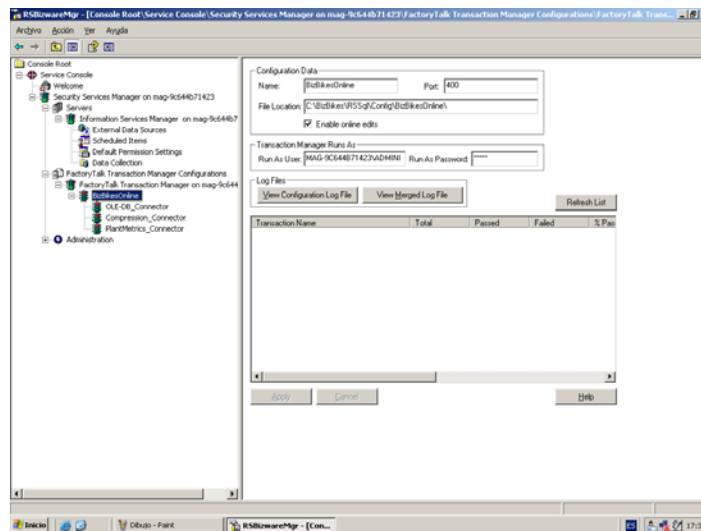 RSBizwareMgr - [Console Root\Service Console\Security Services Manager on mag-9c644b71423\FactoryTalk Transaction Manager Configurations\FactoryTalk Trans...
Archivo Acción Ver Ayuda
Console Root
Service Console
Welcome
Security Services Manager on mag-9c644b71423
Servers
Information Services Manager on mag-9c644b7
External Data Sources
Scheduled Items
Default Permission Settings
Data Collection
FactoryTalk Transaction Manager Configurations
FactoryTalk Transaction Manager on mag-9c644
BizBikesOnline
OLE-DB_Connector
Compression_Connector
PlantMetrics_Connector
Administration
Configuration Data
Name: BizBikesOnline Port: 400
File Location: C:\BizBikes\RSSql\Config\BizBikesOnline\
Enable online edits
Transaction Manager Runs As
Run As User: MAG-9C644B71423\ADMINI Run As Password: *****
Log Files
View Configuration Log File View Merged Log File
Refresh List
Transaction Name Total Passed Failed % Pas
Apply Cancel Help
Inicio Dibujo - Paint RSBizwareMgr - [Con... ES 17:3